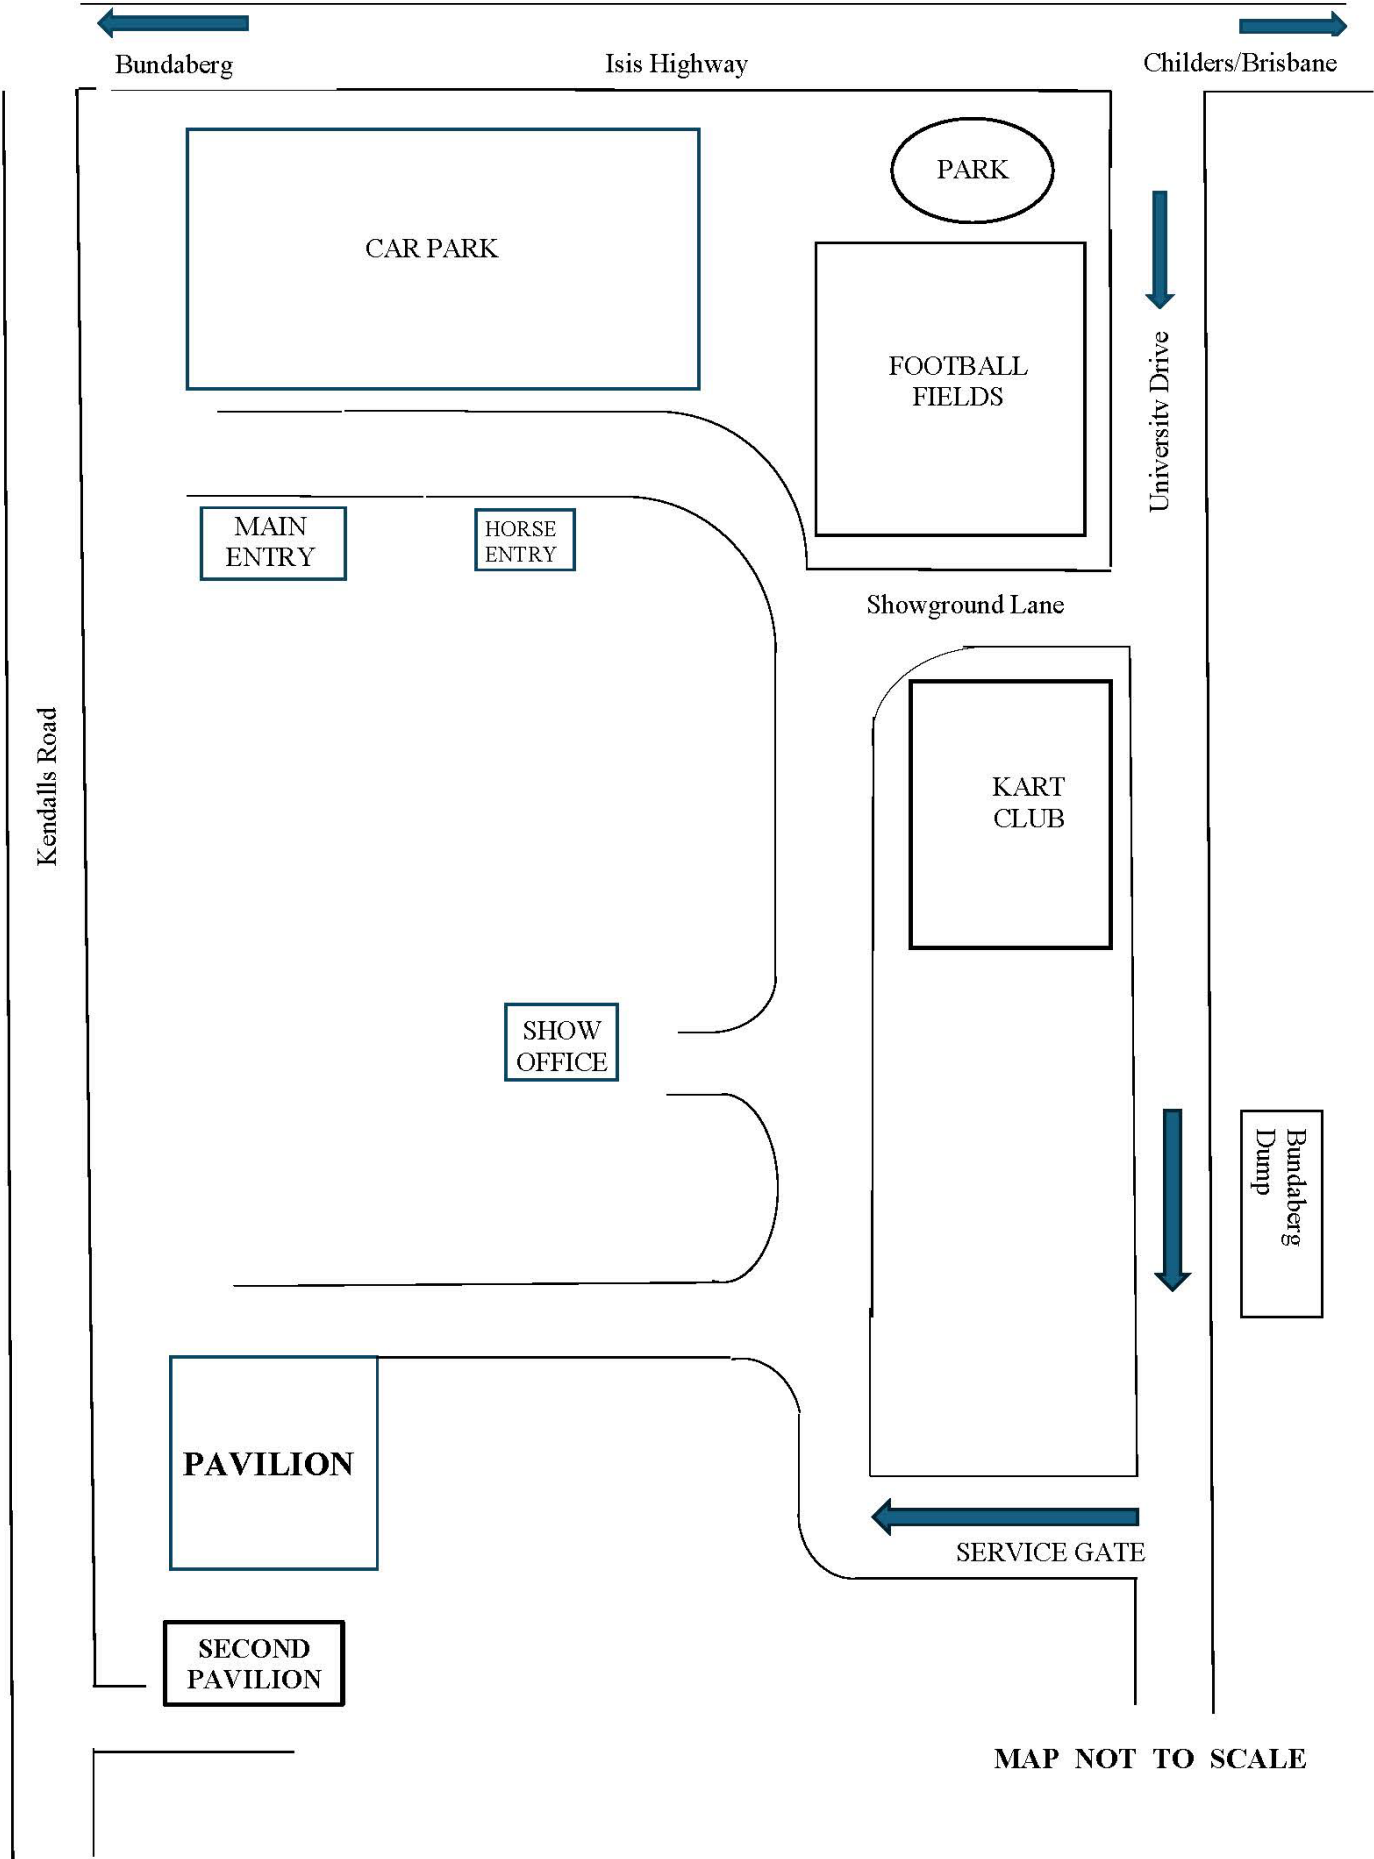 Bundaberg
Isis Highway
Childers/Brisbane
PARK
CAR PARK
FOOTBALL
FIELDS
University Drive
MAIN
ENTRY
HORSE
ENTRY
Showground Lane
Kendalls Road
KART
CLUB
SHOW
OFFICE
Bundaberg
Dump
PAVILION
SERVICE GATE
SECOND
PAVILION
MAP NOT TO SCALE